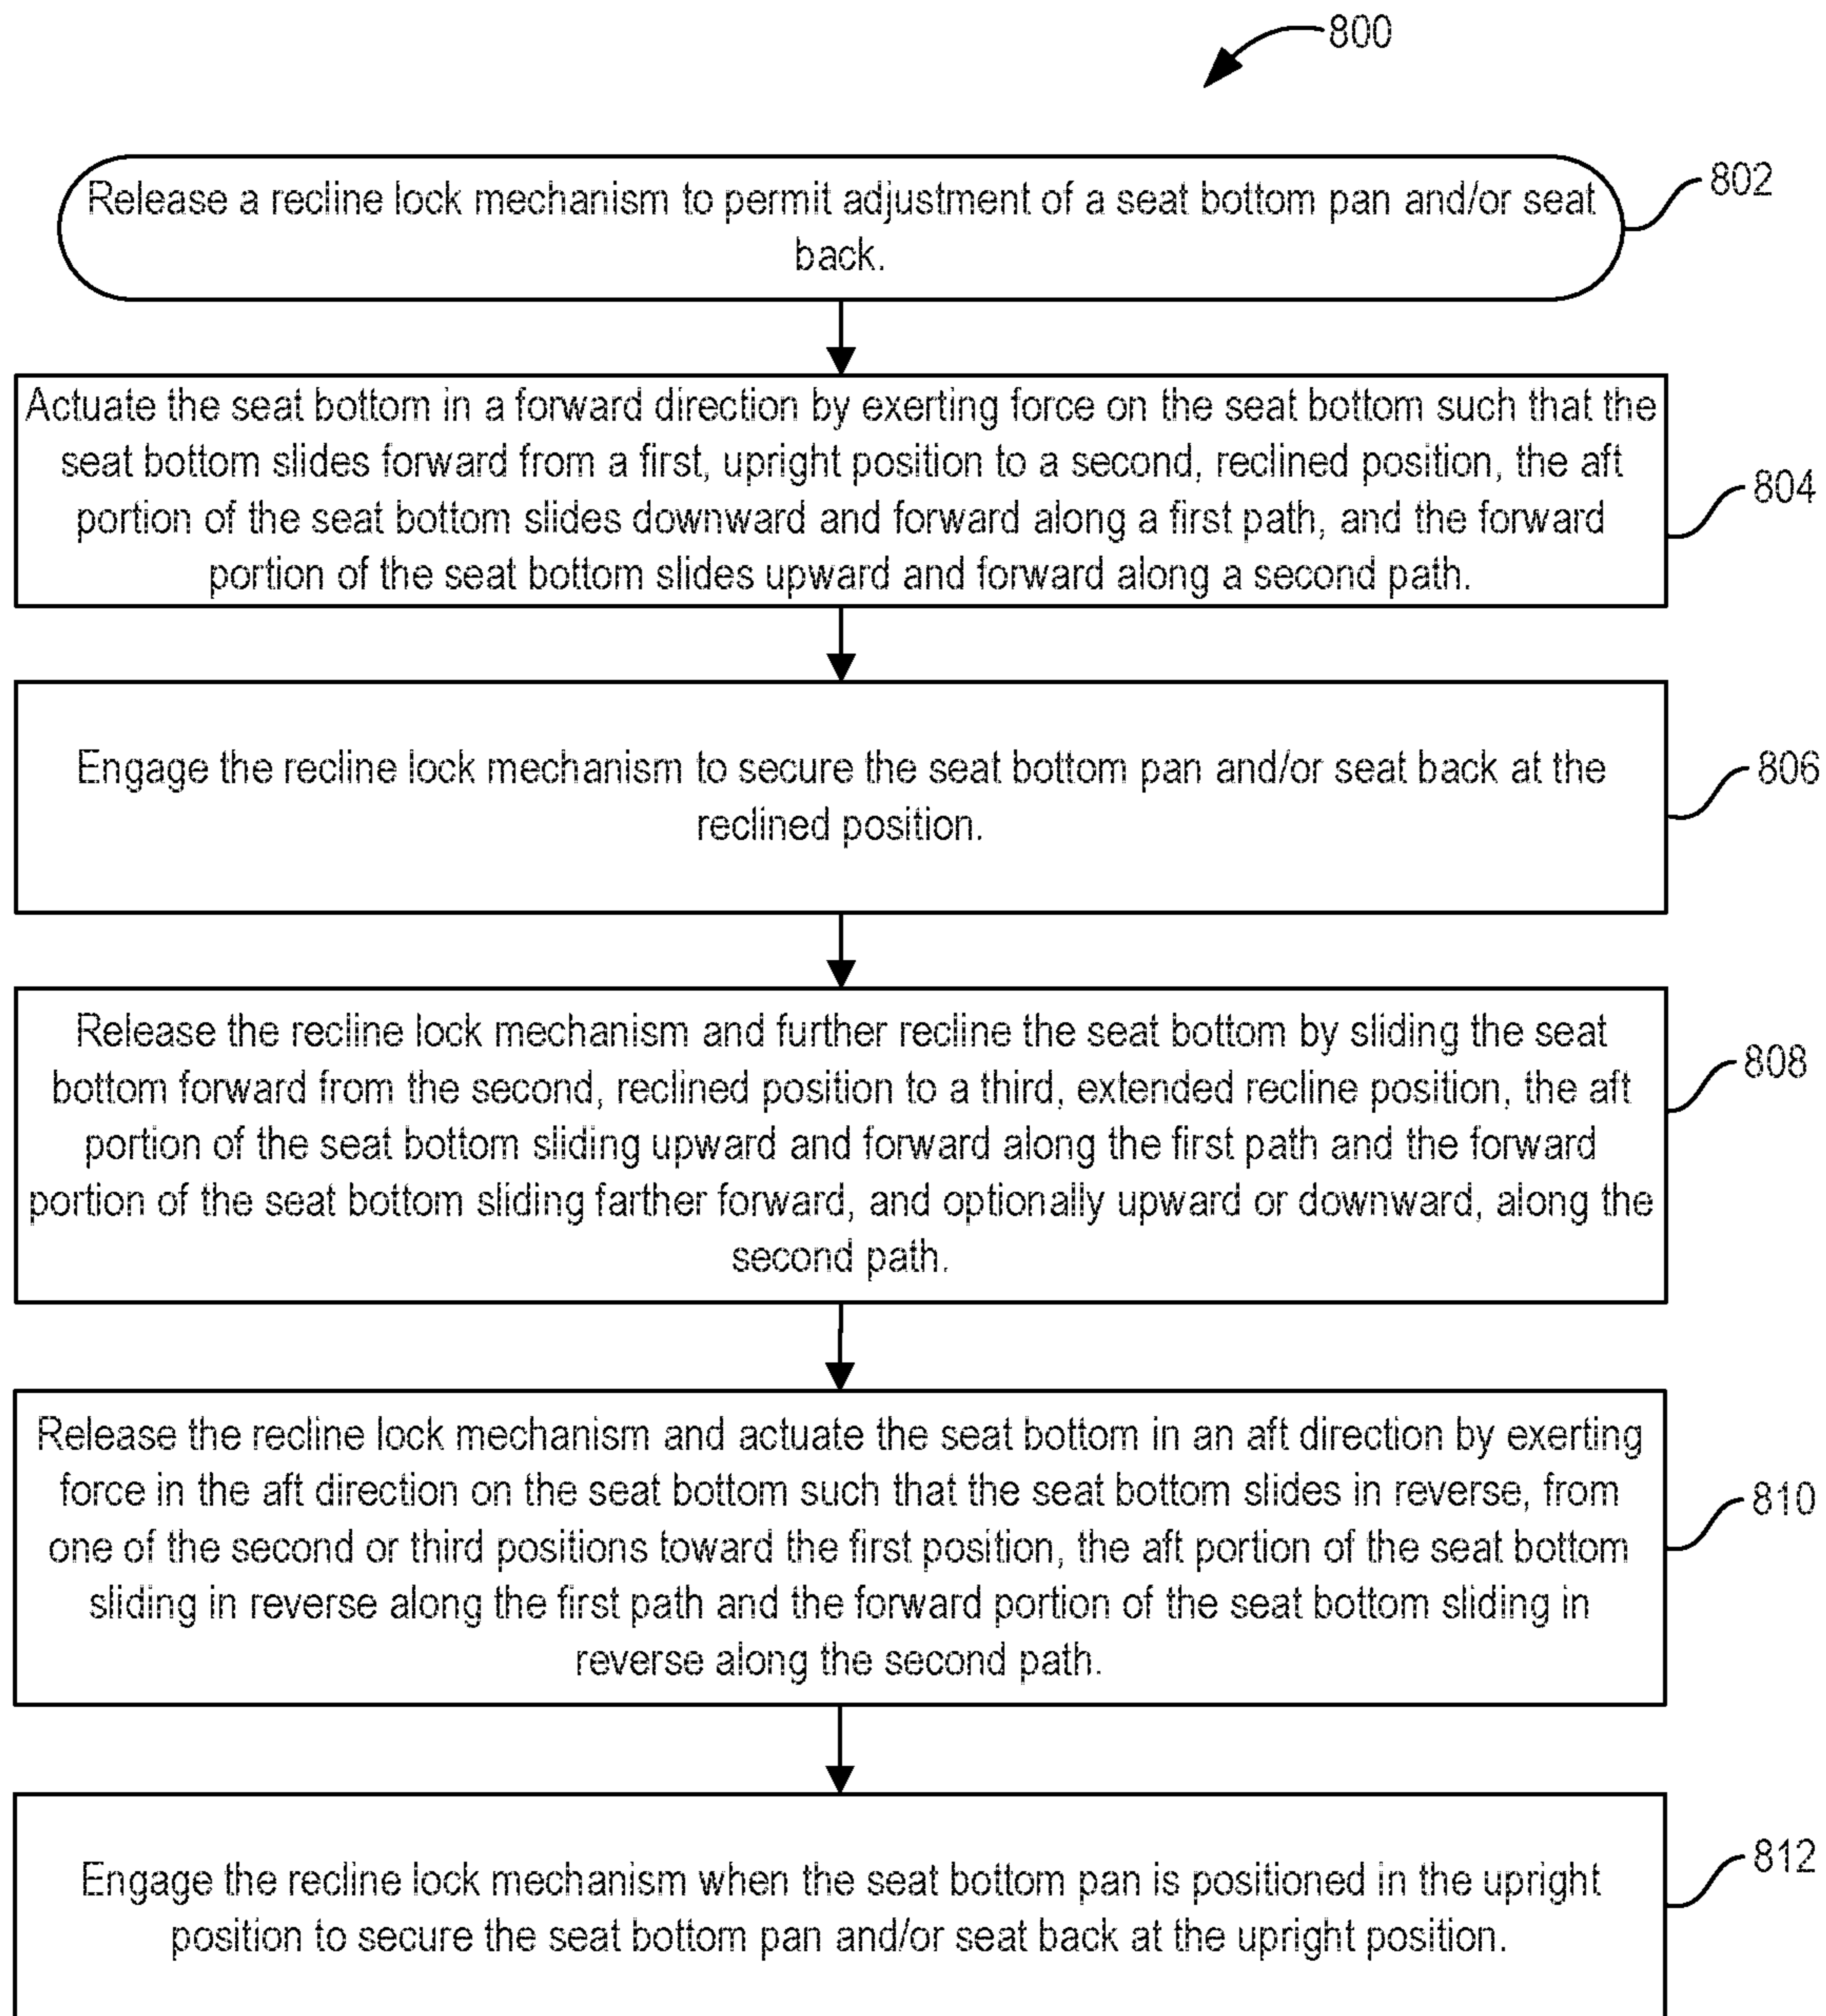 800
Release a recline lock mechanism to permit adjustment of a seat bottom pan and/or seat
back.
802
Actuate the seat bottom in a forward direction by exerting force on the seat bottom such that the
seat bottom slides forward from a first, upright position to a second, reclined position, the aft
portion of the seat bottom slides downward and forward along a first path, and the forward
portion of the seat bottom slides upward and forward along a second path.
804
Engage the recline lock mechanism to secure the seat bottom pan and/or seat back at the
reclined position.
806
Release the recline lock mechanism and further recline the seat bottom by sliding the seat
bottom forward from the second, reclined position to a third, extended recline position, the aft
portion of the seat bottom sliding upward and forward along the first path and the forward
portion of the seat bottom sliding farther forward, and optionally upward or downward, along the
second path.
808
Release the recline lock mechanism and actuate the seat bottom in an aft direction by exerting
force in the aft direction on the seat bottom such that the seat bottom slides in reverse, from
one of the second or third positions toward the first position, the aft portion of the seat bottom
sliding in reverse along the first path and the forward portion of the seat bottom sliding in
reverse along the second path.
810
Engage the recline lock mechanism when the seat bottom pan is positioned in the upright
position to secure the seat bottom pan and/or seat back at the upright position.
812